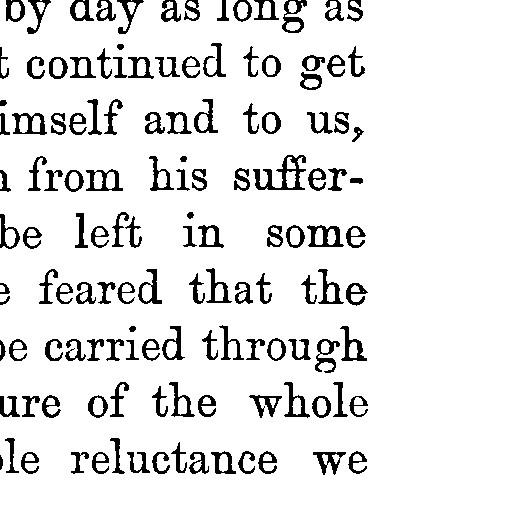 by day as long as
t continued to get
imself and to us,
n from his suffer-
be left in some
e feared that the
be carried through
ure of the whole
ble reluctance we